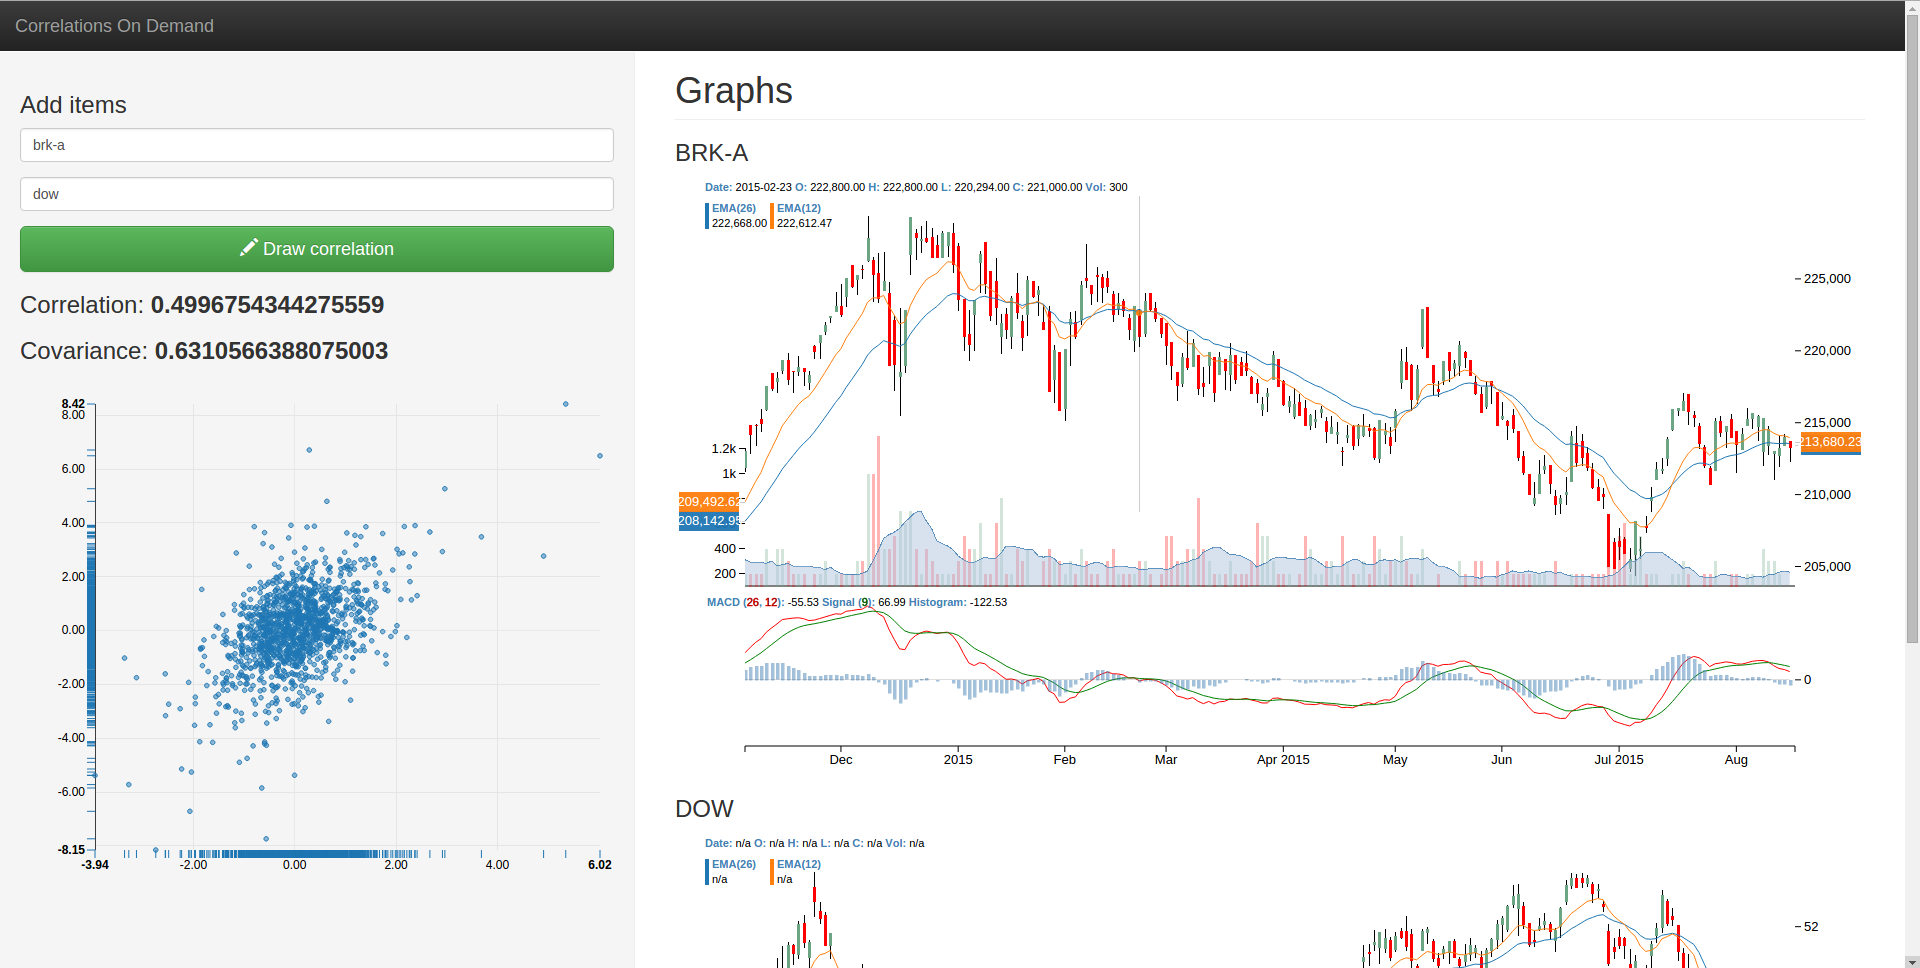 Correlations On Demand
Add items
brk-a
dow
Draw correlation
Correlation: 0.4996754344275559
Covariance: 0.6310566388075003
8.42
8.00
6.00
4.00
2.00
0.00
-2.00
-4.00
-6.00
-8.15
-3.94 -2.00 0.00 2.00 4.00 6.02
Graphs
BRK-A
Date: 2015-02-23 O: 222,800.00 H: 222,800.00 L: 220,294.00 C: 221,000.00 Vol: 300
EMA(26) EMA(12)
222,668.00 222,612.47
225,000
220,000
215,000
213,680.23
210,000
205,000
1.2k
1k
209,492.62
208,142.95
400
200
MACD (26, 12): -55.53 Signal (9): 66.99 Histogram: -122.53
0
Dec 2015 Feb Mar Apr 2015 May Jun Jul 2015 Aug
DOW
Date: n/a O: n/a H: n/a L: n/a C: n/a Vol: n/a
EMA(26) EMA(12)
n/a n/a
52